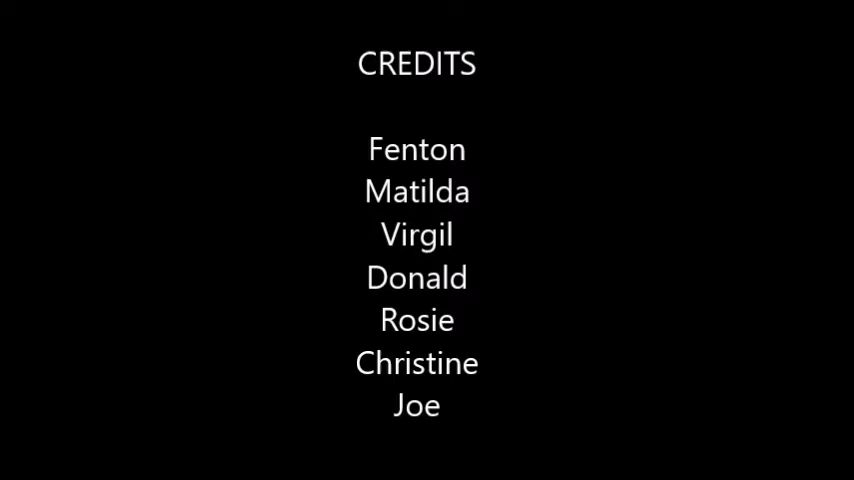 CREDITS
Fenton
Matilda
Virgil
Donald
Rosie
Christine
Joe